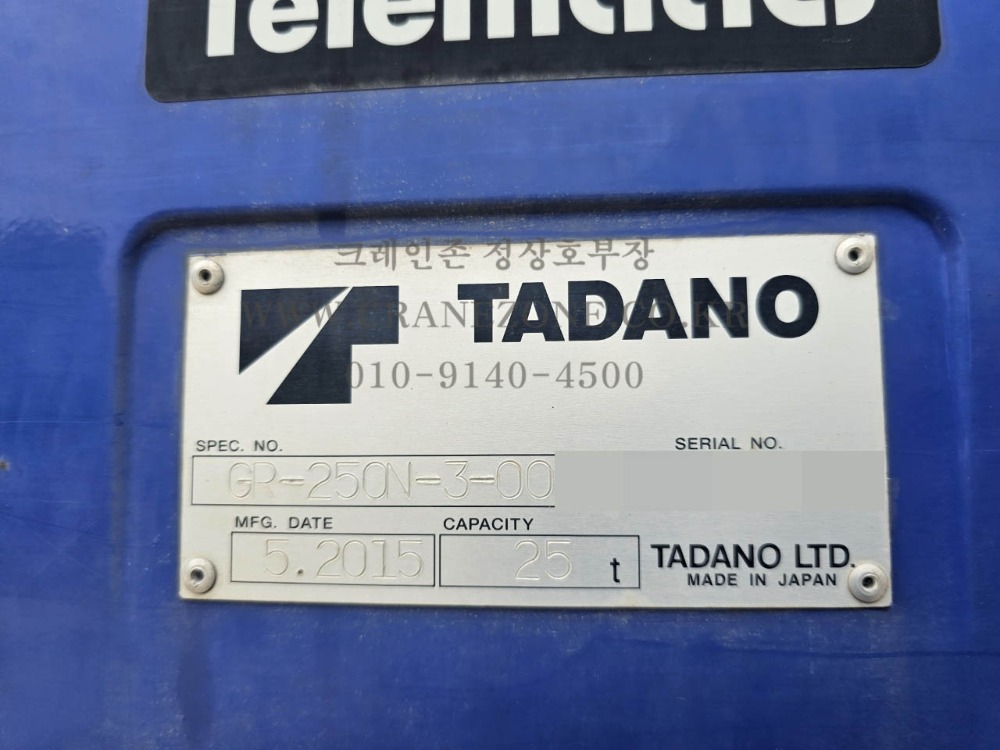 Telematics
크레인존 정상호부장
TADANO
WWW.CRANEZONE.CO.KR
010-9140-4500
SPEC. NO.
SERIAL NO.
GR-250N-3-00
MFG. DATE
CAPACITY
5.2015
25 t
TADANO LTD.
MADE IN JAPAN